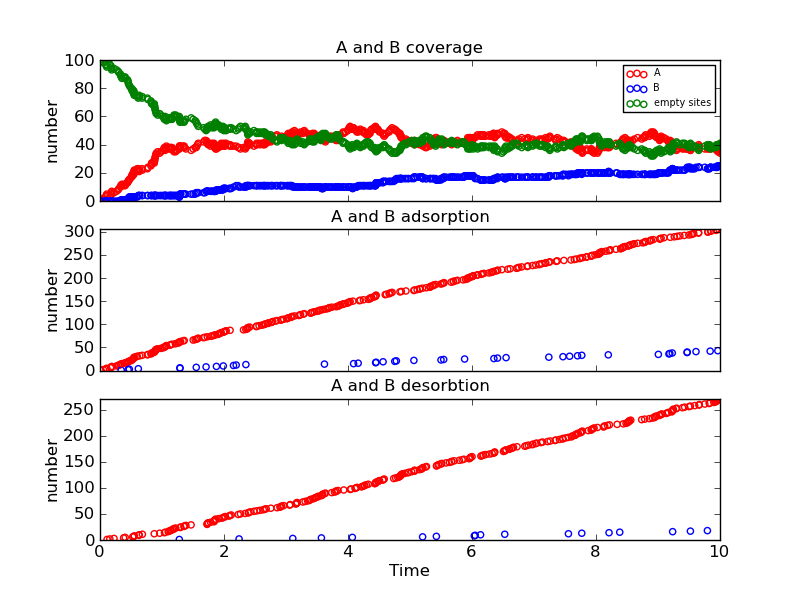 A and B coverage
100
80
60
40
20
0
number
A
B
empty sites
A and B adsorption
300
250
200
150
100
50
0
number
A and B desorbtion
250
200
150
100
50
0
number
0 2 4 6 8 10
Time